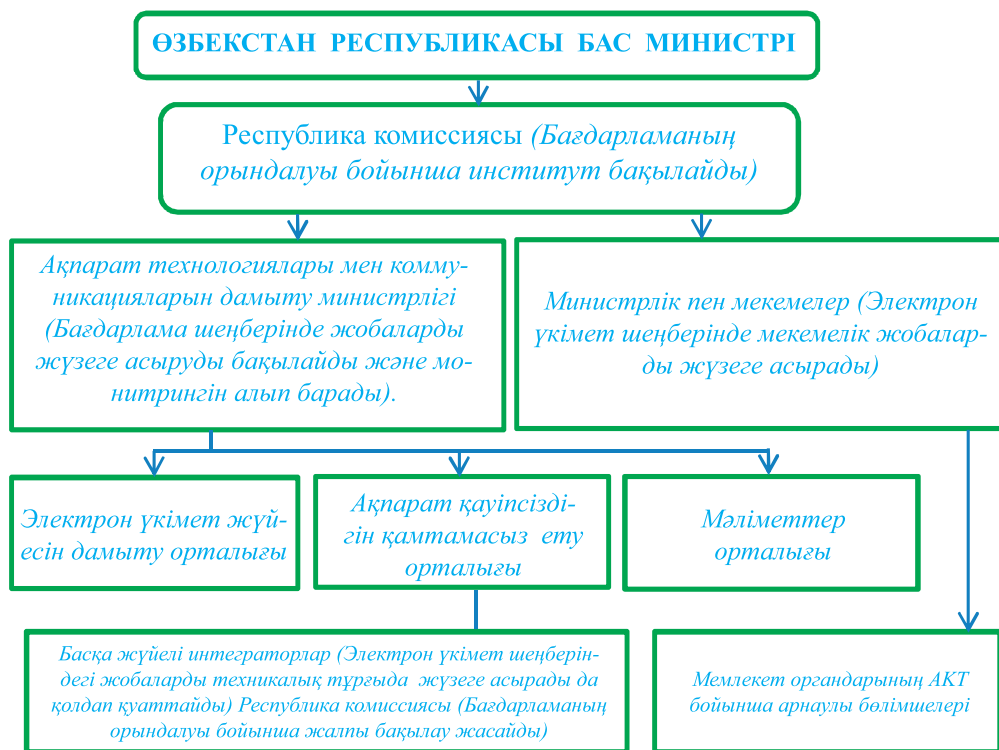 ӨЗБЕКСТАН РЕСПУБЛИКАСЫ БАС МИНИСТРІ
Республика комиссиясы (Бағдарламаның
орындалуы бойынша институт бақылайды)
Ақпарат технологиялары мен комму-
никацияларын дамыту министрлігі
(Бағдарлама шеңберінде жобаларды
жүзеге асыруды бақылайды және мо-
нитрингін алып барады).
Министрлік пен мекемелер (Электрон
үкімет шеңберінде мекемелік жобалар-
ды жүзеге асырады)
Электрон үкімет жүй-
есін дамыту орталығы
Ақпарат қауіпсізді-
гін қамтамасыз ету
орталығы
Мәліметтер
орталығы
Басқа жүйелі интеграторлар (Электрон үкімет шеңберін-
дегі жобаларды техникалық тұрғыда жүзеге асырады да
қолдап қуаттайды) Республика комиссиясы (Бағдарламаның
орындалуы бойынша жалпы бақылау жасайды)
Мемлекет органдарының АКТ
бойынша арнаулы бөлімшелері